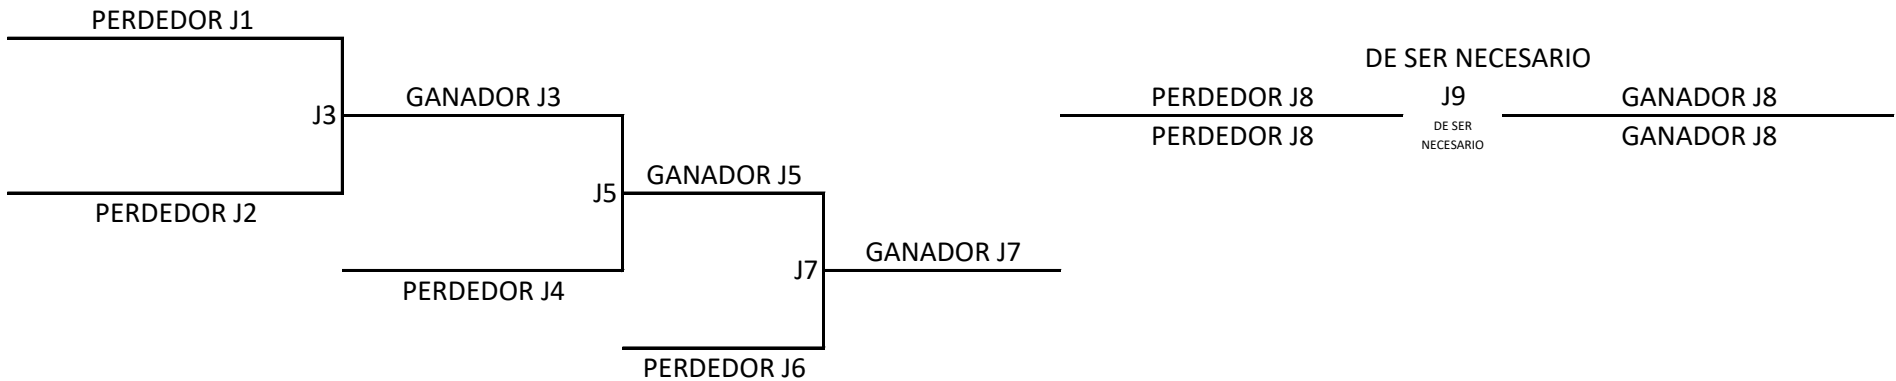 PERDEDOR J1
DE SER NECESARIO
GANADOR J3
PERDEDOR J8
J9
GANADOR J8
J3
DE SER
NECESARIO
PERDEDOR J8
GANADOR J8
GANADOR J5
J5
PERDEDOR J2
GANADOR J7
J7
PERDEDOR J4
PERDEDOR J6